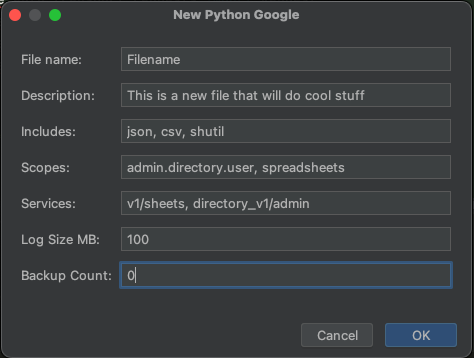 New Python Google
File name: Filename
Description: This is a new file that will do cool stuff
Includes: json, csv, shutil
Scopes: admin.directory.user, spreadsheets
Services: v1/sheets, directory_v1/admin
Log Size MB: 100
Backup Count: 0
Cancel OK